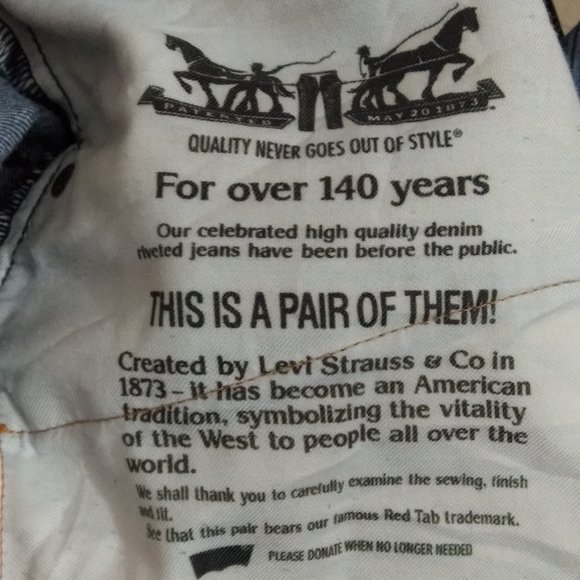 PATENTED MAY 20 1873
QUALITY NEVER GOES OUT OF STYLE®
For over 140 years
Our celebrated high quality denim
riveted jeans have been before the public.
THIS IS A PAIR OF THEM!
Created by Levi Strauss & Co in
1873 – it has become an American
tradition, symbolizing the vitality
of the West to people all over the
world.
We shall thank you to carefully examine the sewing, finish
and fit.
See that this pair bears our famous Red Tab trademark.
PLEASE DONATE WHEN NO LONGER NEEDED